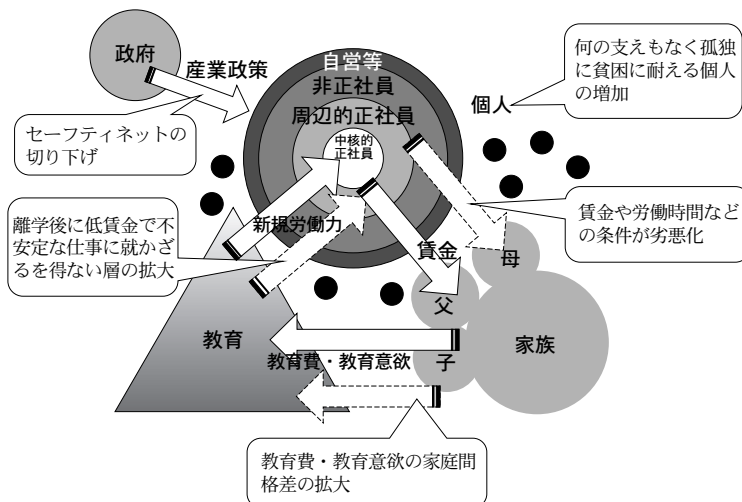 政府
産業政策
セーフティネットの
切り下げ
自営等
非正社員
周辺的正社員
中核的
正社員
個人
何の支えもなく孤独
に貧困に耐える個人
の増加
離学後に低賃金で不
安定な仕事に就かざ
るを得ない層の拡大
新規労働力
賃金
賃金や労働時間など
の条件が劣悪化
母
父
子
家族
教育
教育費・教育意欲
教育費・教育意欲の家庭間
格差の拡大